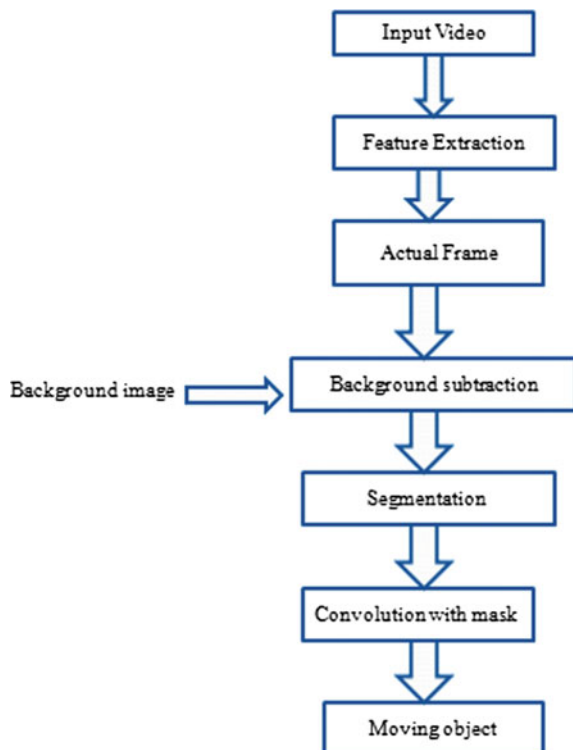 Input Video
Feature Extraction
Actual Frame
Background image
Background subtraction
Segmentation
Convolution with mask
Moving object